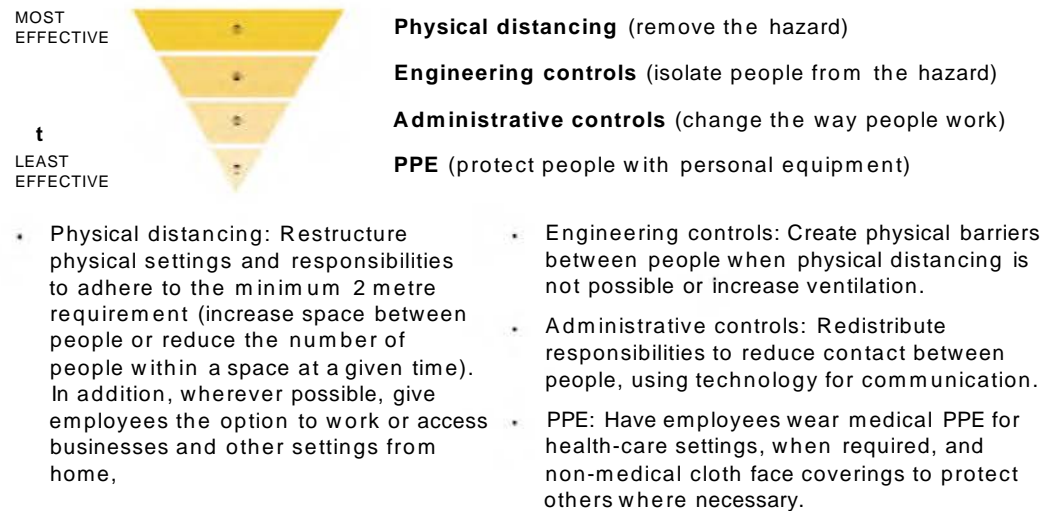 MOST
EFFECTIVE
Physical distancing (remove the hazard)
Engineering controls (isolate people from the hazard)
Administrative controls (change the way people work)
t
LEAST
EFFECTIVE
PPE (protect people with personal equipment)
Physical distancing: Restructure
physical settings and responsibilities
to adhere to the minimum 2 metre
requirement (increase space between
people or reduce the number of
people within a space at a given time).
In addition, wherever possible, give
employees the option to work or access
businesses and other settings from
home,
Engineering controls: Create physical barriers
between people when physical distancing is
not possible or increase ventilation.
Administrative controls: Redistribute
responsibilities to reduce contact between
people, using technology for communication.
PPE: Have employees wear medical PPE for
health-care settings, when required, and
non-medical cloth face coverings to protect
others where necessary.